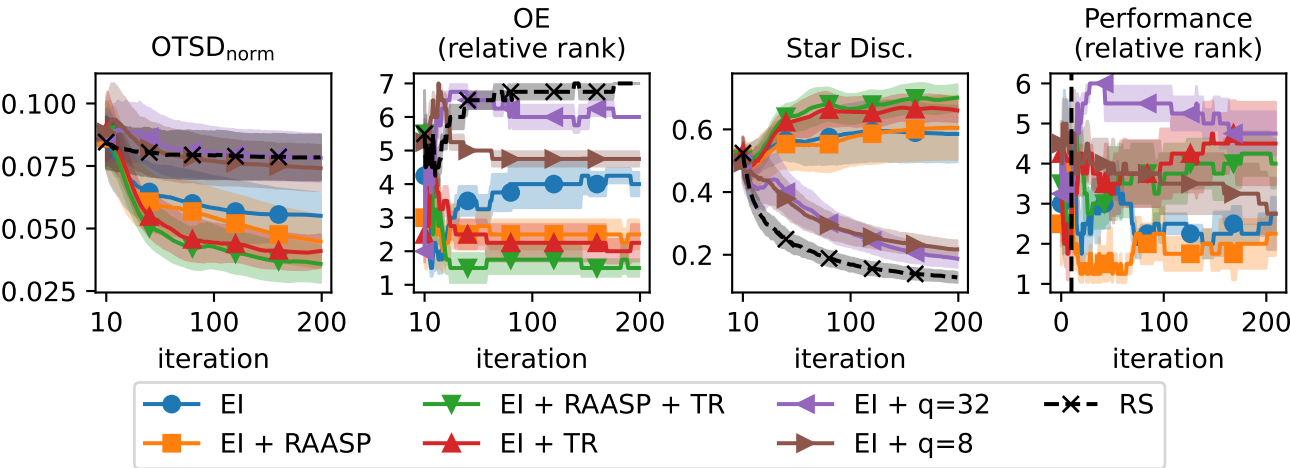 OTSDnorm
0.100
0.075
0.050
0.025
10 100 200
iteration
OE
(relative rank)
7
6
5
4
3
2
1
10 100 200
iteration
Star Disc.
0.6
0.4
0.2
10 100 200
iteration
Performance
(relative rank)
6
5
4
3
2
1
0 100 200
iteration
EI EI + RAASP + TR EI + q=32 RS
EI + RAASP EI + TR EI + q=8